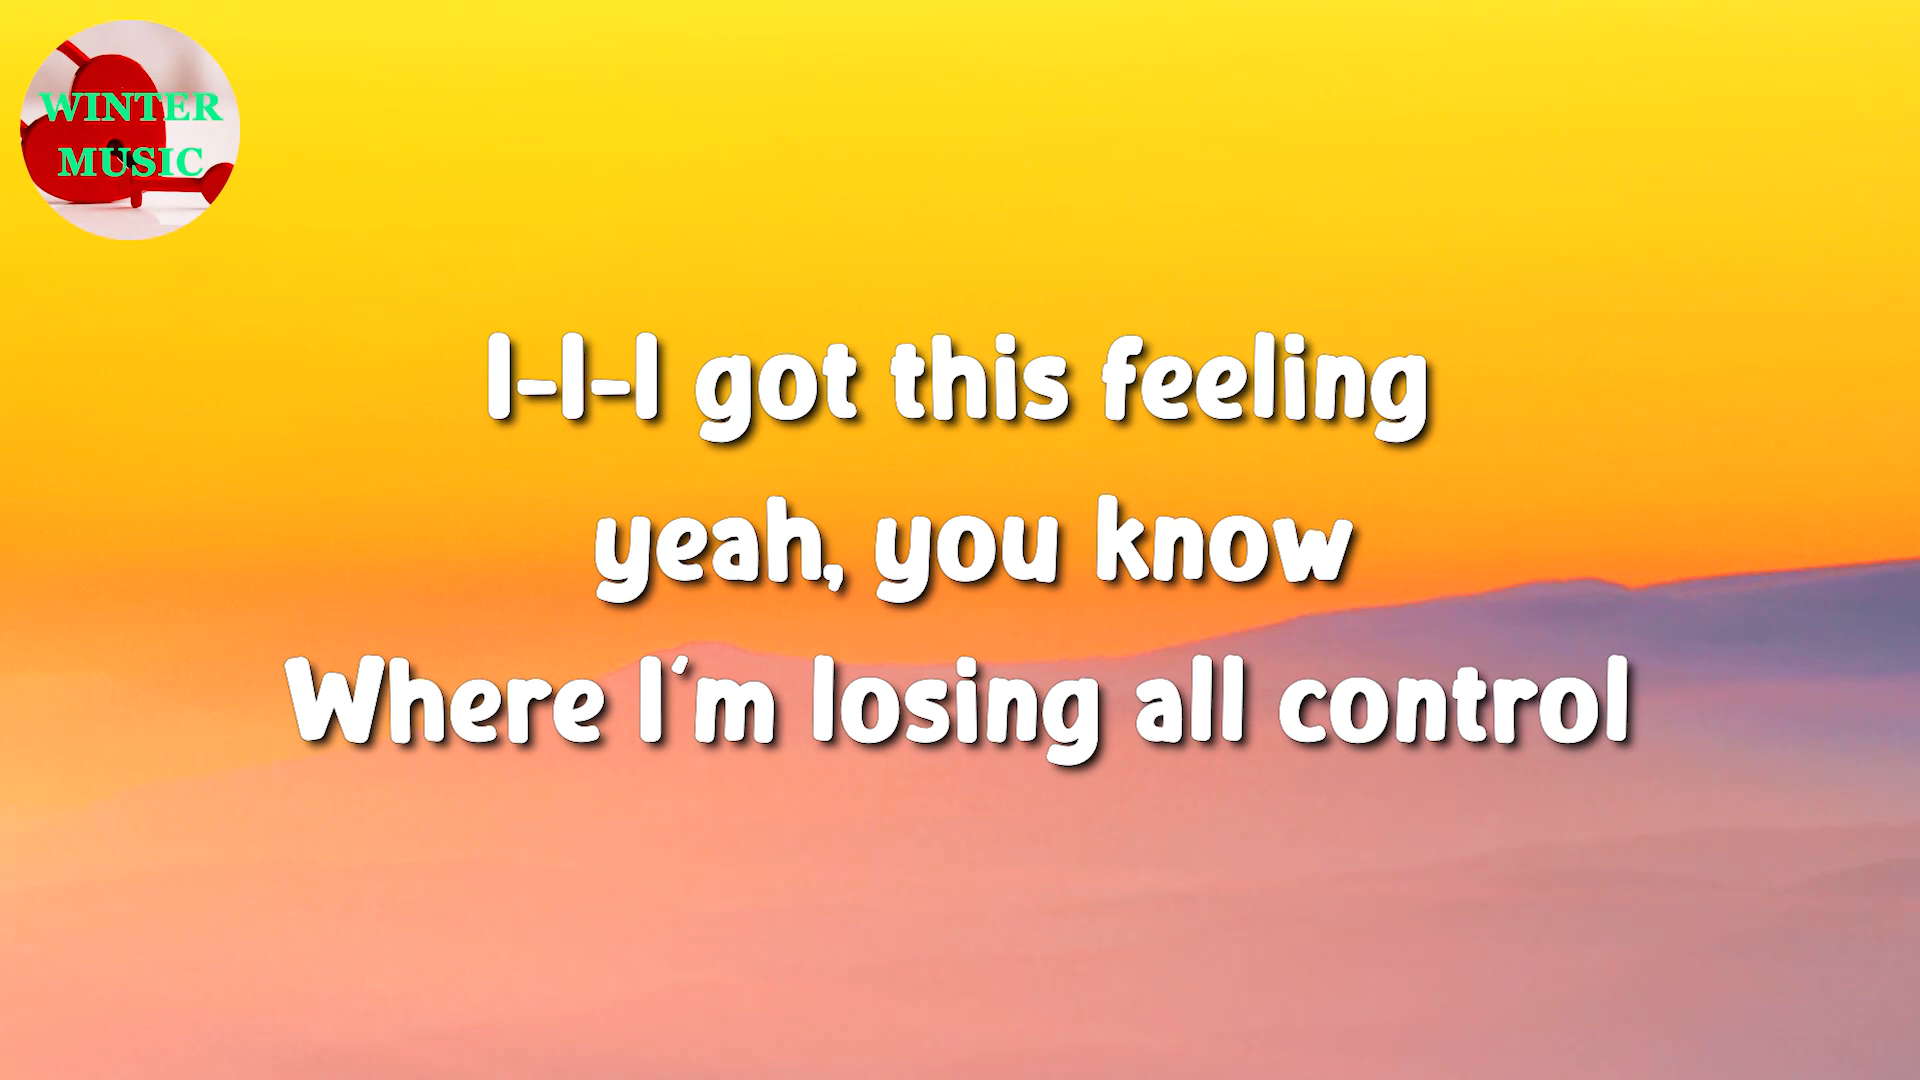 WINTER
MUSIC
I-I-I got this feeling
yeah, you know
Where I'm losing all control